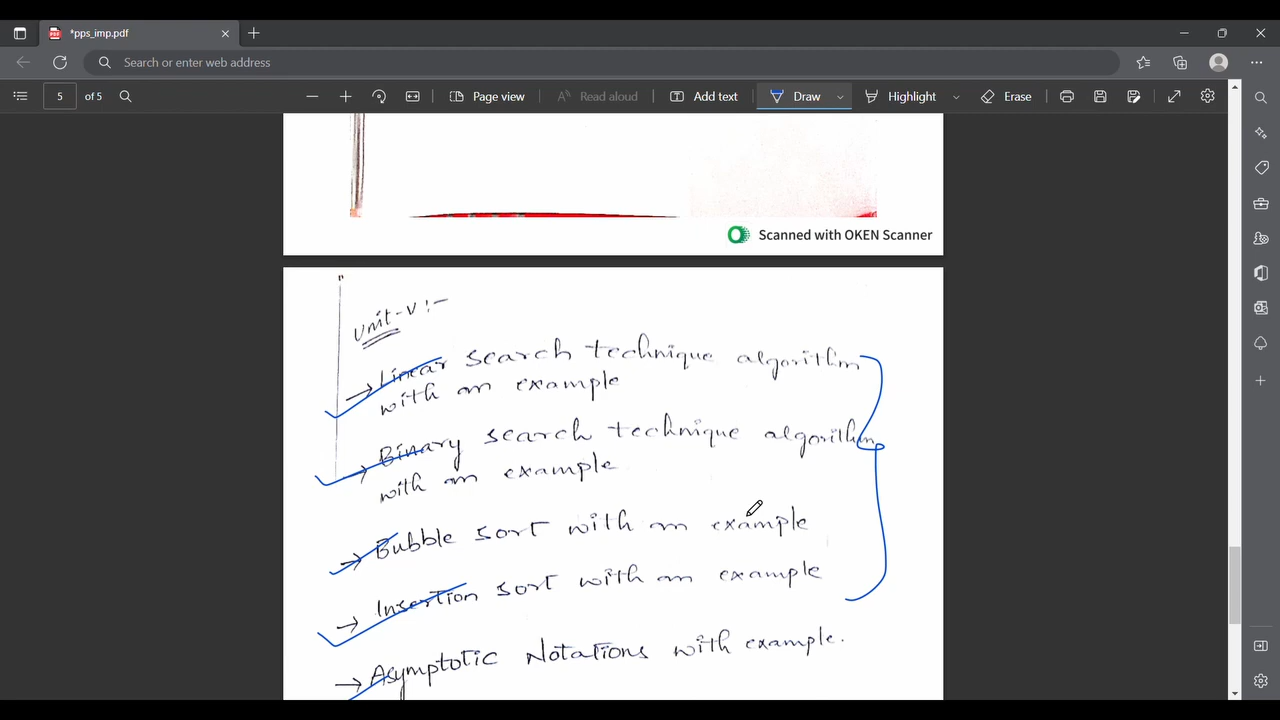 *pps_imp.pdf
Search or enter web address
5 of 5
Page view
Read aloud
Add text
Draw
Highlight
Erase
Scanned with OKEN Scanner
Unit-V :-
→ Linear search technique algorithm
with an example
→ Binary search technique algorithm
with an example
→ Bubble sort with an example
→ Insertion sort with an example
→ Asymptotic Notations with example.